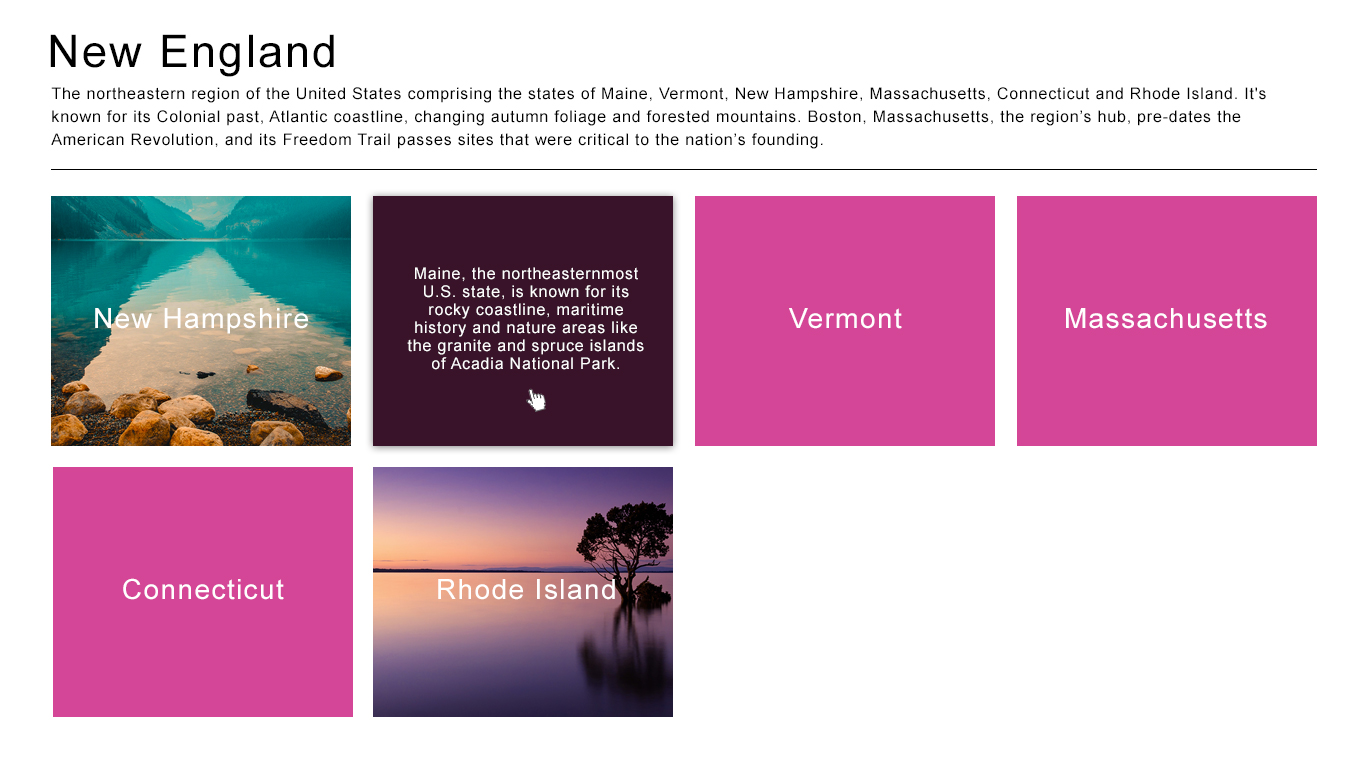 New England
The northeastern region of the United States comprising the states of Maine, Vermont, New Hampshire, Massachusetts, Connecticut and Rhode Island. It's
known for its Colonial past, Atlantic coastline, changing autumn foliage and forested mountains. Boston, Massachusetts, the region’s hub, pre-dates the
American Revolution, and its Freedom Trail passes sites that were critical to the nation’s founding.
New Hampshire
Maine, the northeasternmost
U.S. state, is known for its
rocky coastline, maritime
history and nature areas like
the granite and spruce islands
of Acadia National Park.
Vermont
Massachusetts
Connecticut
Rhode Island